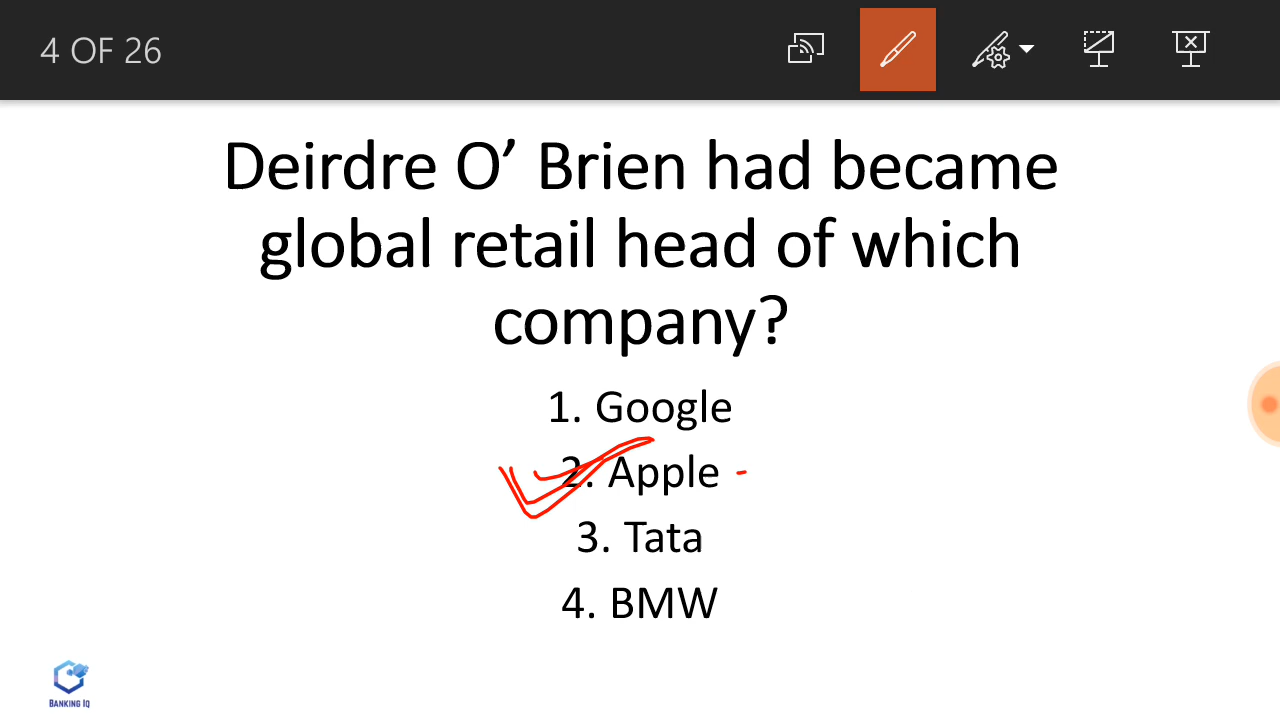 4 OF 26
Deirdre O’ Brien had became
global retail head of which
company?
1. Google
2. Apple
3. Tata
4. BMW
BANKING IQ